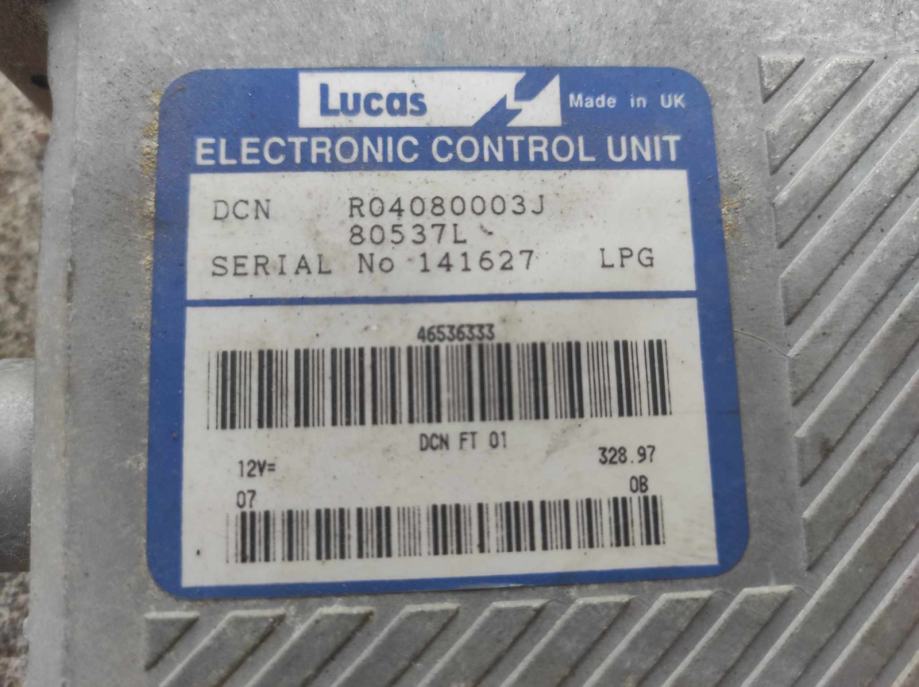 Lucas Made in UK
ELECTRONIC CONTROL UNIT
DCN R04080003J
80537L
SERIAL No 141627 LPG
46536333
DCN FT 01
12V= 328.97
07 0B